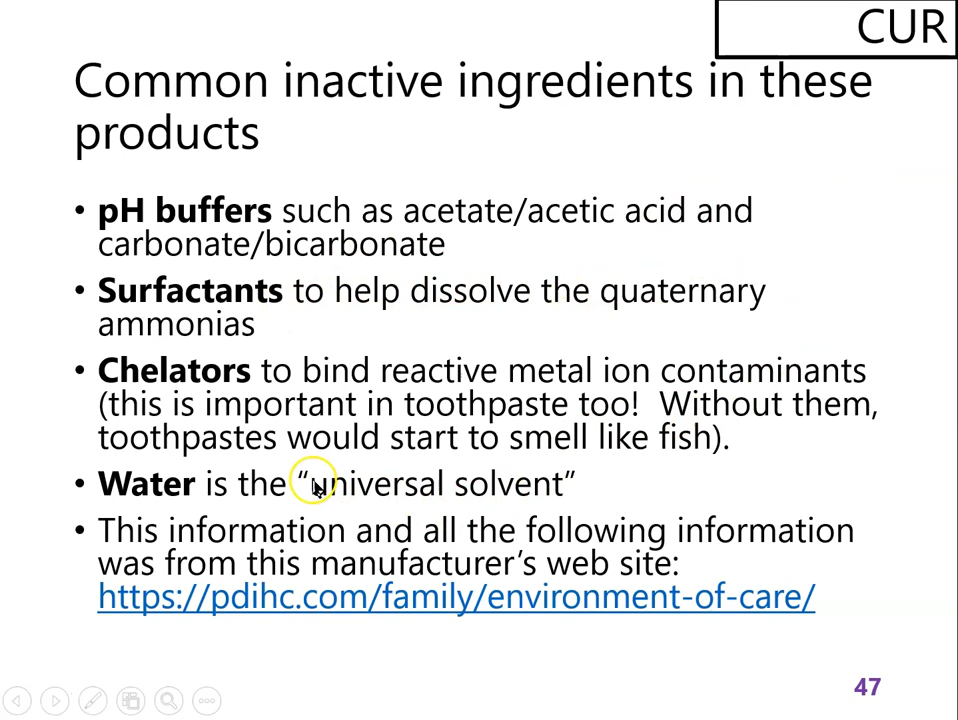 CUR
Common inactive ingredients in these
products
• pH buffers such as acetate/acetic acid and
carbonate/bicarbonate
• Surfactants to help dissolve the quaternary
ammonias
• Chelators to bind reactive metal ion contaminants
(this is important in toothpaste too!  Without them,
toothpastes would start to smell like fish).
• Water is the “universal solvent”
• This information and all the following information
was from this manufacturer’s web site:
https://pdihc.com/family/environment-of-care/
47